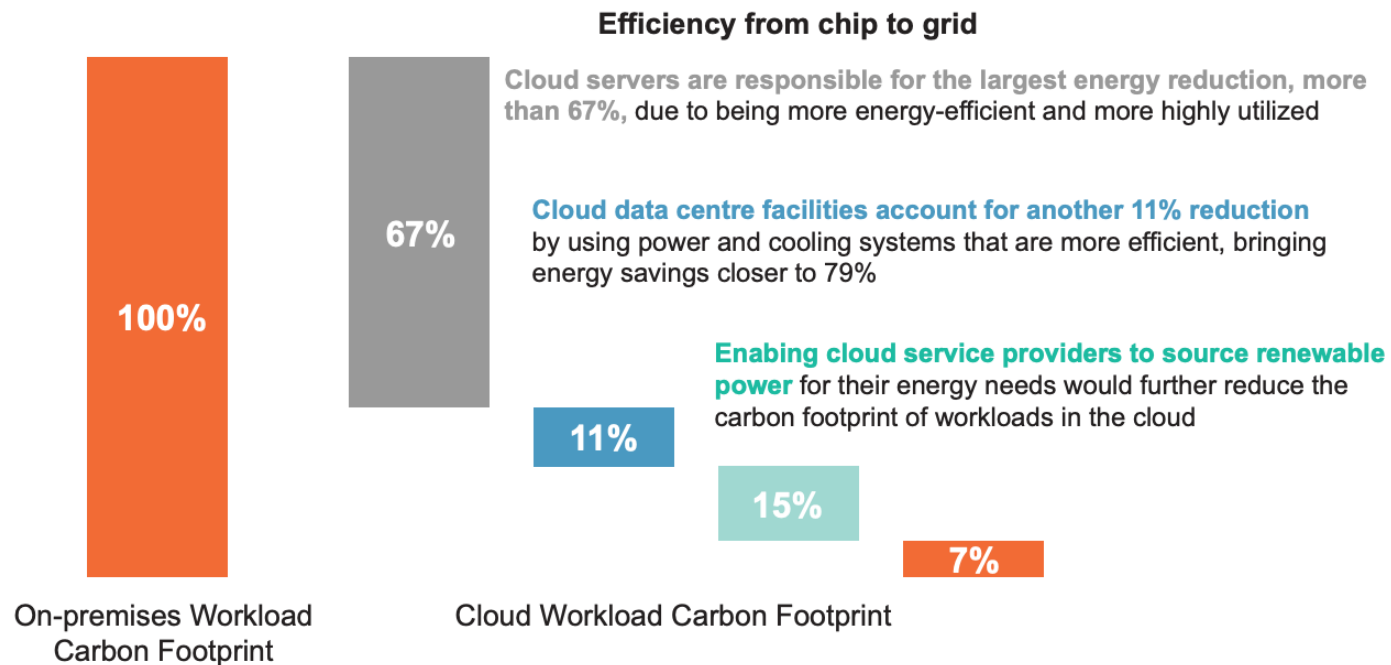 Efficiency from chip to grid
Cloud servers are responsible for the largest energy reduction, more
than 67%, due to being more energy-efficient and more highly utilized
67%
Cloud data centre facilities account for another 11% reduction
by using power and cooling systems that are more efficient, bringing
energy savings closer to 79%
100%
Enabing cloud service providers to source renewable
power for their energy needs would further reduce the
carbon footprint of workloads in the cloud
11%
15%
7%
On-premises Workload
Carbon Footprint
Cloud Workload Carbon Footprint